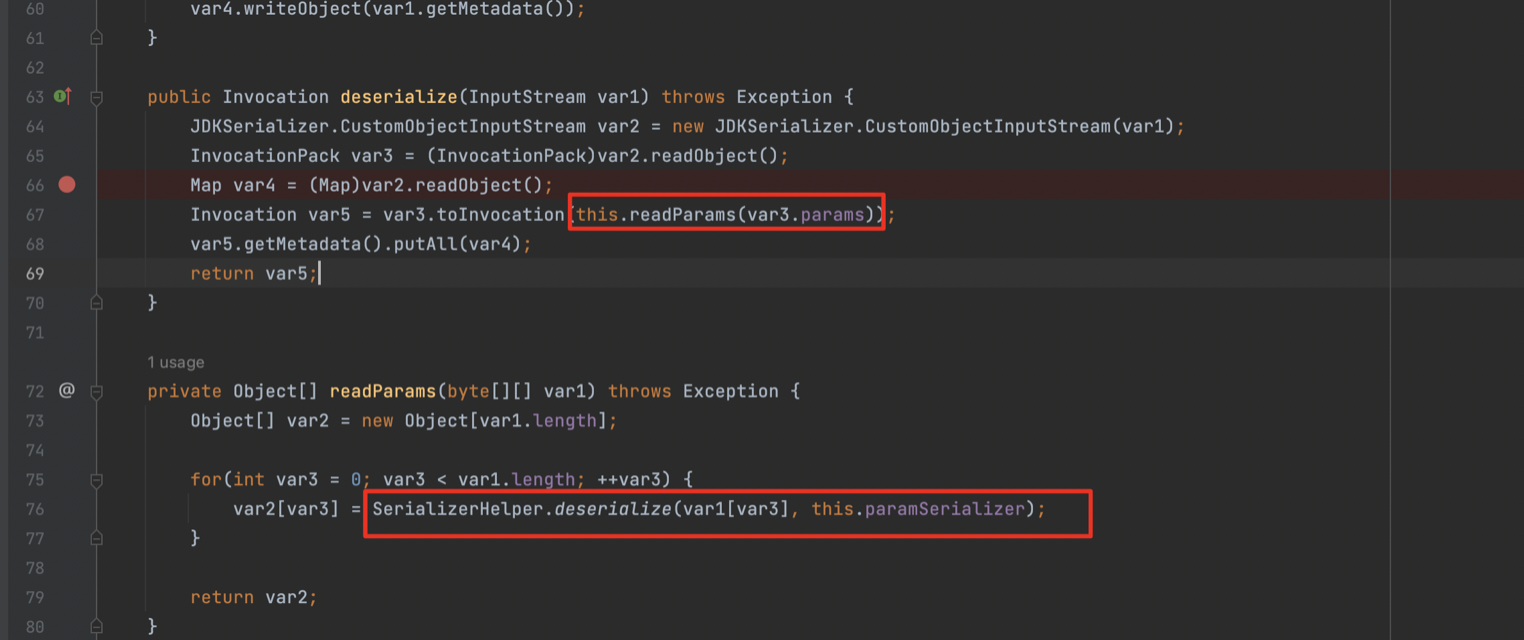 60 var4.writeObject(var1.getMetadata());
61 }
62
63 public Invocation deserialize(InputStream var1) throws Exception {
64 JDKSerializer.CustomObjectInputStream var2 = new JDKSerializer.CustomObjectInputStream(var1);
65 InvocationPack var3 = (InvocationPack)var2.readObject();
66 Map var4 = (Map)var2.readObject();
67 Invocation var5 = var3.toInvocation(this.readParams(var3.params));
68 var5.getMetadata().putAll(var4);
69 return var5;
70 }
71
1 usage
72 @ private Object[] readParams(byte[][] var1) throws Exception {
73 Object[] var2 = new Object[var1.length];
74
75 for(int var3 = 0; var3 < var1.length; ++var3) {
76 var2[var3] = SerializerHelper.deserialize(var1[var3], this.paramSerializer);
77 }
78
79 return var2;
80 }